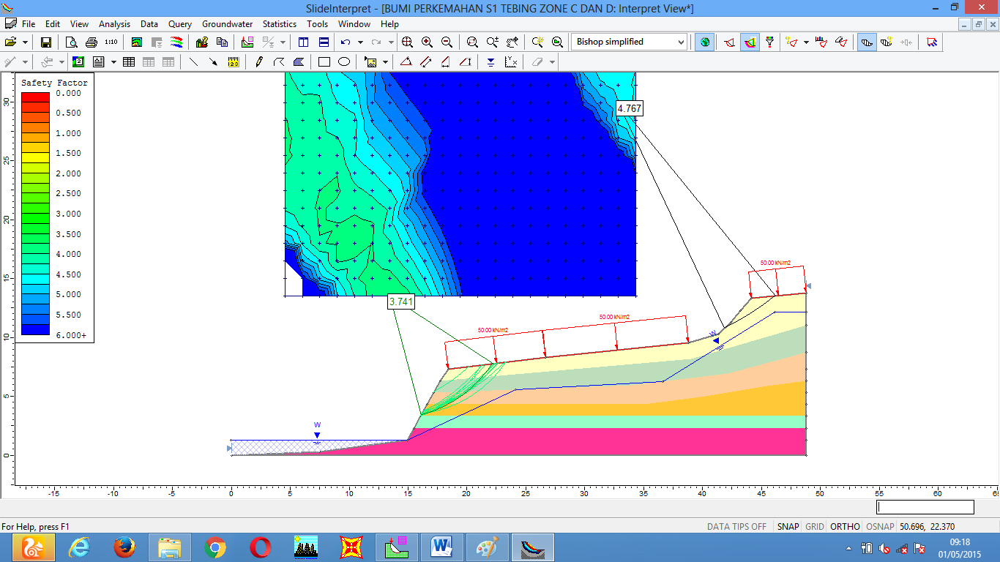 SlideInterpret - [BUMI PERKEMAHAN S1 TEBING ZONE C DAN D: Interpret View*]
File Edit View Analysis Data Query Groundwater Statistics Tools Window Help
1:10
Bishop simplified
2
123
Safety Factor
0.000
0.500
1.000
1.500
2.000
2.500
3.000
3.500
4.000
4.500
5.000
5.500
6.000+
4.767
3.741
50.00 kN/m2
50.00 kN/m2
50.00 kN/m2
W
W
30
25
20
15
10
5
0
-15 -10 -5 0 5 10 15 20 25 30 35 40 45 50 55 60 65
For Help, press F1
DATA TIPS OFF SNAP GRID ORTHO OSNAP 50.696, 22.370
09:18
01/05/2015